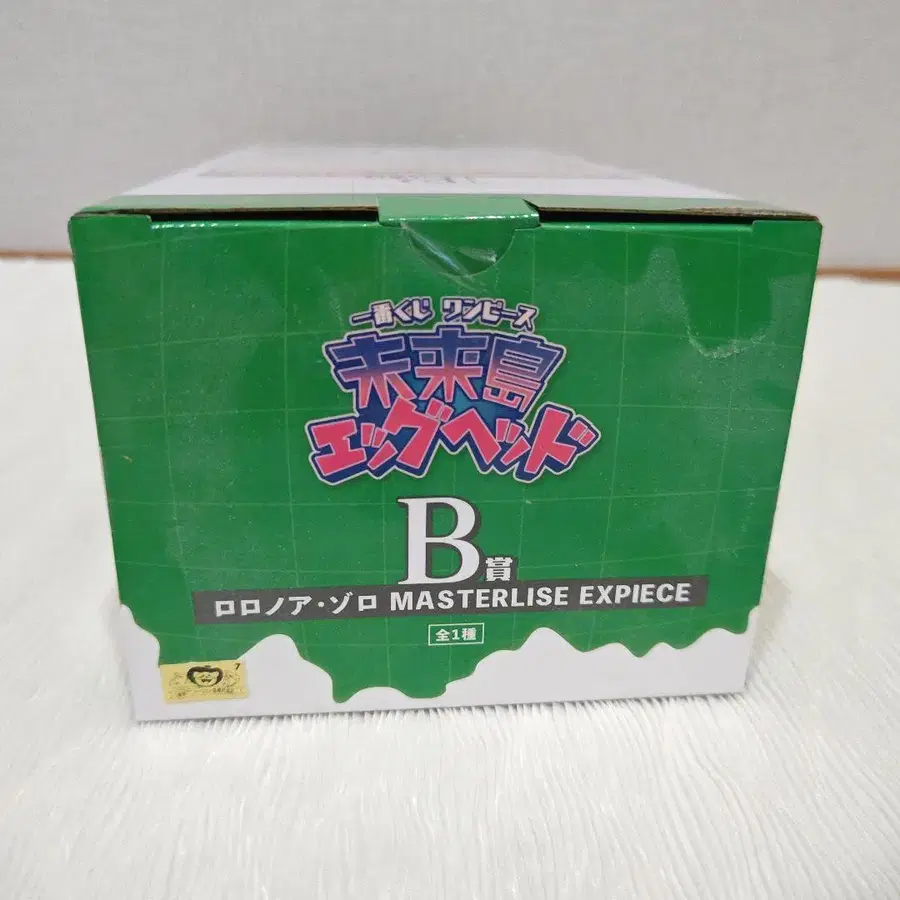 一番くじ ワンピース
未来島
エッグヘッド
B賞
ロロノア・ゾロ MASTERLISE EXPIECE
全1種
7